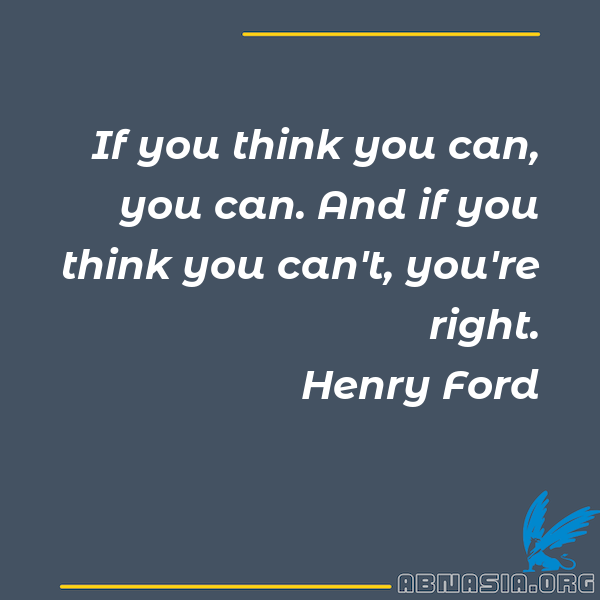 If you think you can,
you can. And if you
think you can't, you're
right.
Henry Ford
ABNASIA.ORG